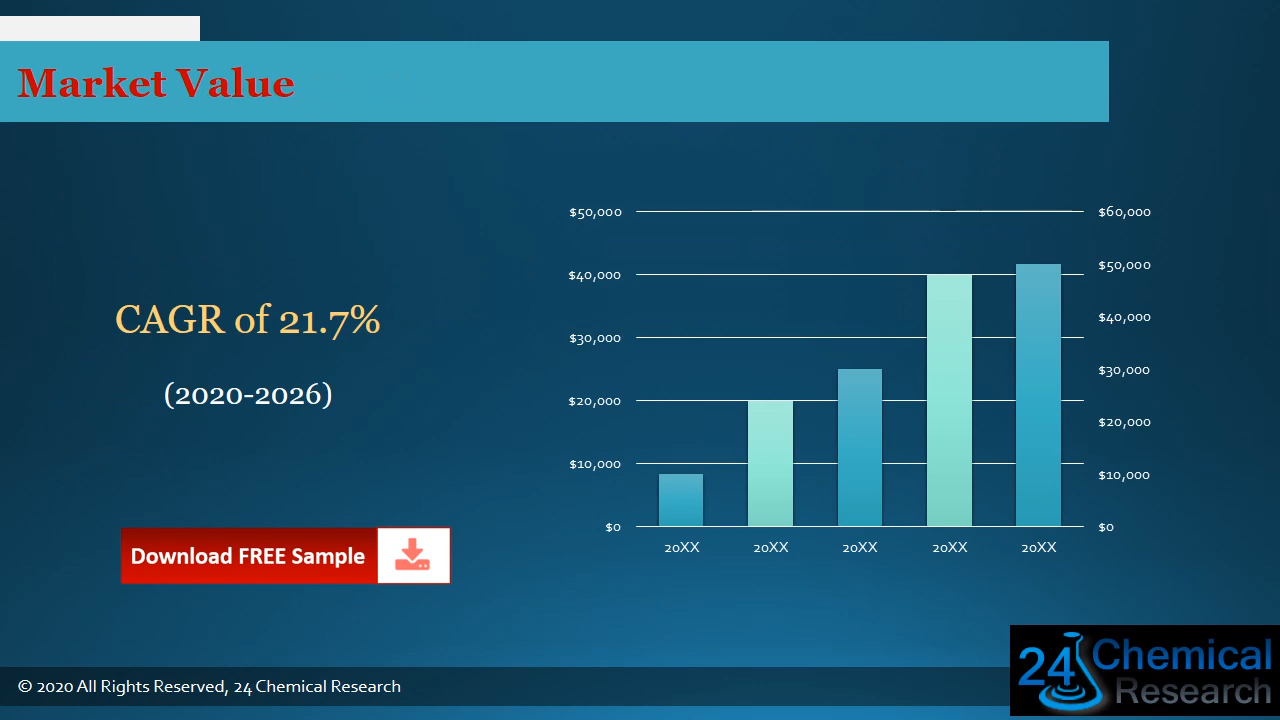 Market Value
CAGR of 21.7%
(2020-2026)
Download FREE Sample
$50,000
$40,000
$30,000
$20,000
$10,000
$0
$60,000
$50,000
$40,000
$30,000
$20,000
$10,000
$0
20XX 20XX 20XX 20XX 20XX
© 2020 All Rights Reserved, 24 Chemical Research
24 Chemical
Research